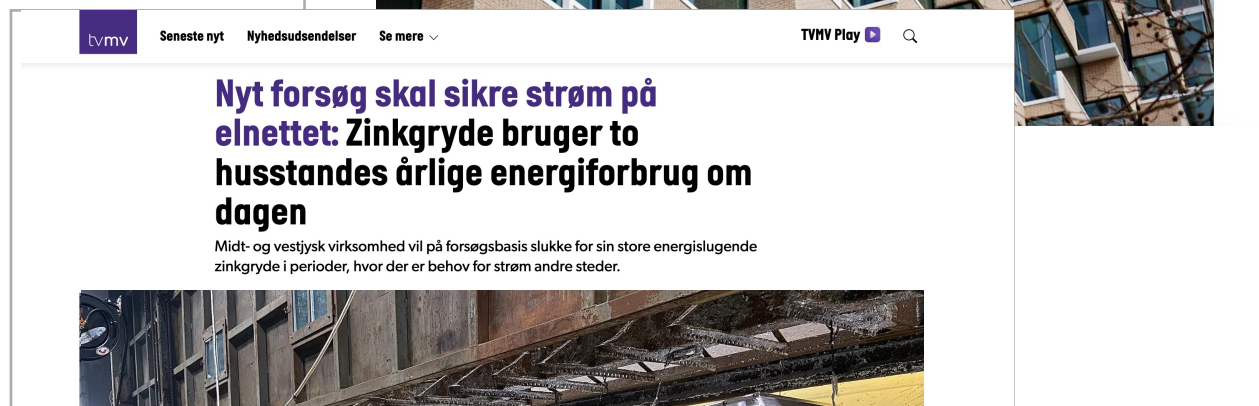 tvmv
Seneste nyt
Nyhedsudsendelser
Se mere
TVMV Play
Nyt forsøg skal sikre strøm på
elnettet: Zinkgryde bruger to
husstandes årlige energiforbrug om
dagen
Midt- og vestjysk virksomhed vil på forsøgsbasis slukke for sin store energislugende
zinkgryde i perioder, hvor der er behov for strøm andre steder.